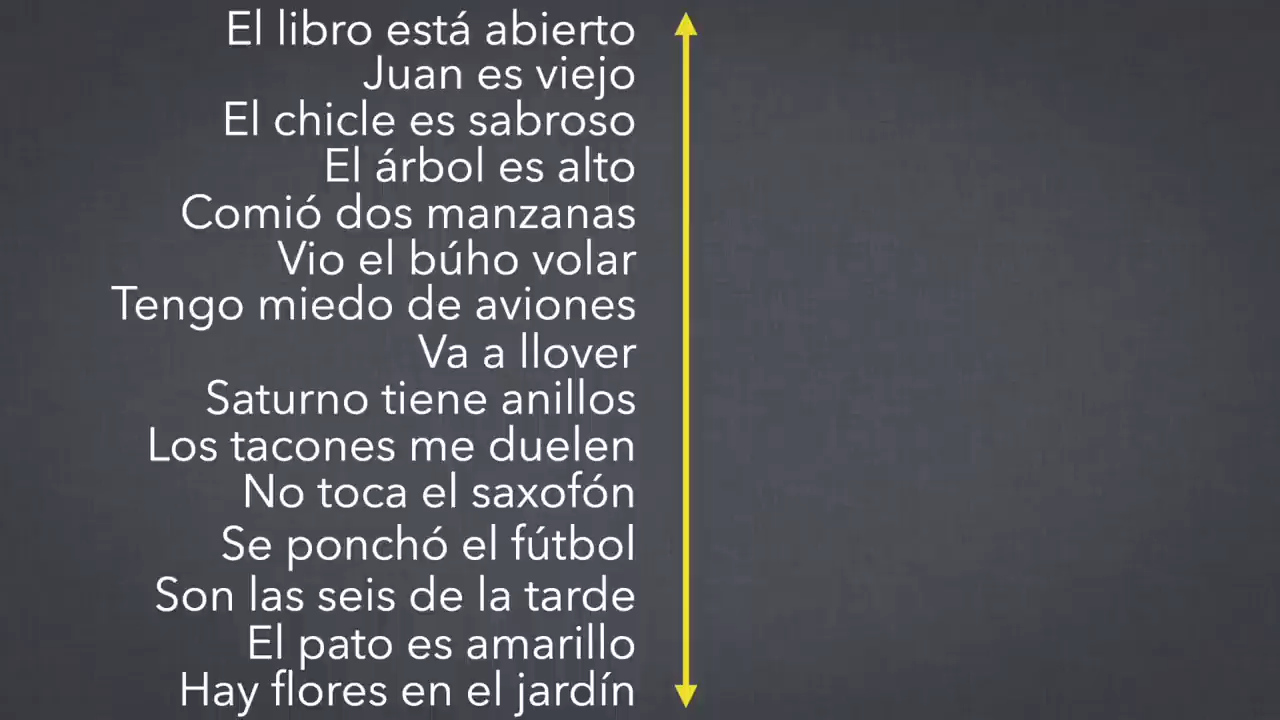 El libro está abierto
Juan es viejo
El chicle es sabroso
El árbol es alto
Comió dos manzanas
Vio el búho volar
Tengo miedo de aviones
Va a llover
Saturno tiene anillos
Los tacones me duelen
No toca el saxofón
Se ponchó el fútbol
Son las seis de la tarde
El pato es amarillo
Hay flores en el jardín